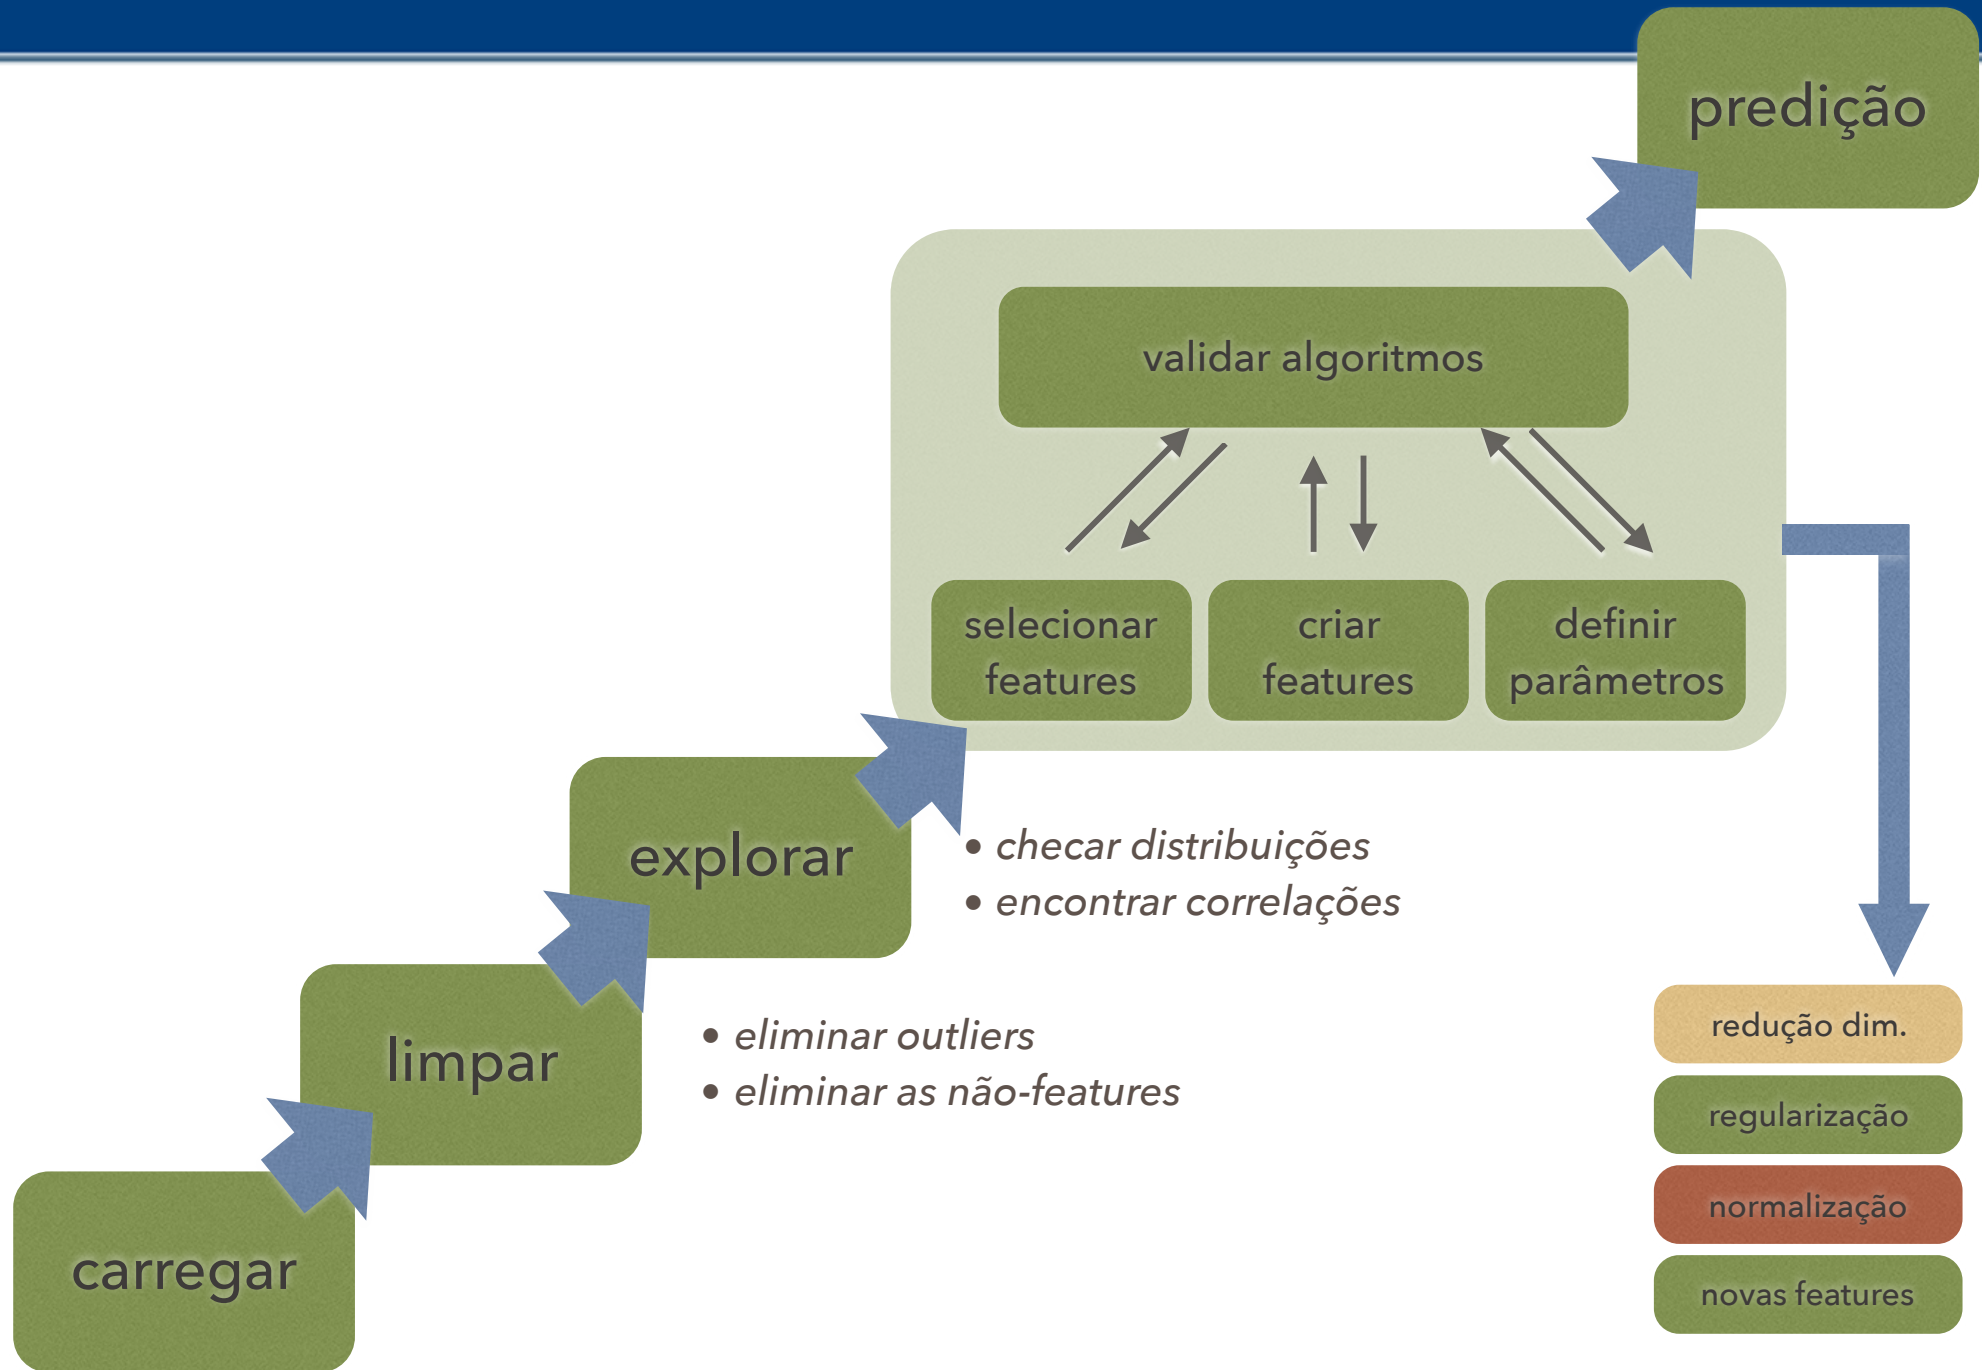 predição
validar algoritmos
selecionar
features
criar
features
definir
parâmetros
explorar
• checar distribuições
• encontrar correlações
limpar
• eliminar outliers
• eliminar as não-features
carregar
redução dim.
regularização
normalização
novas features